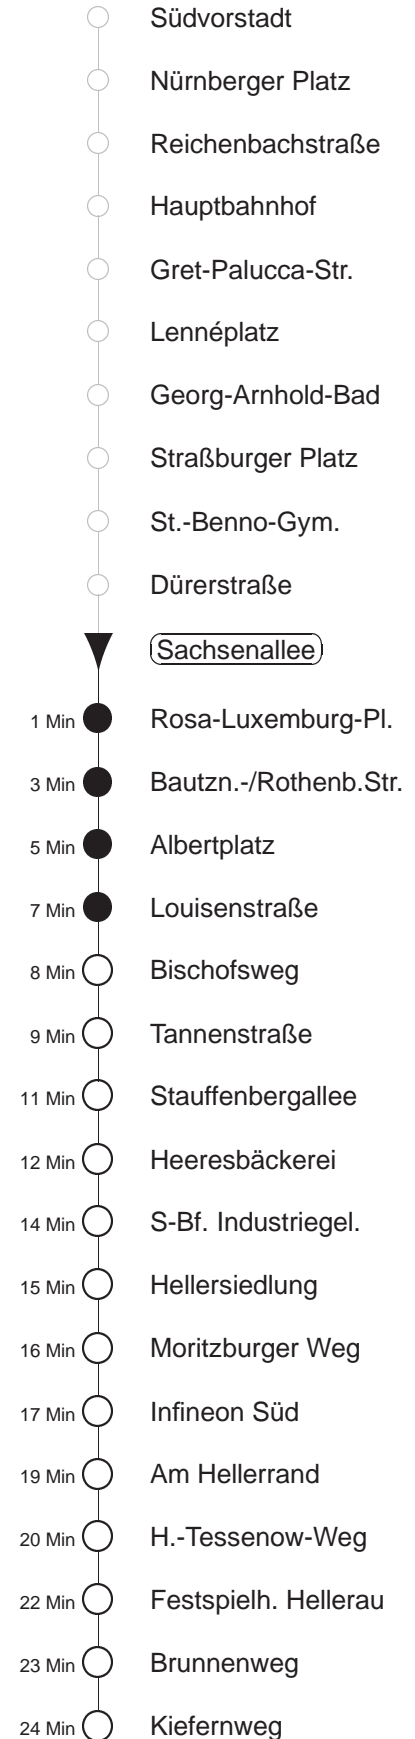 Südvorstadt
Nürnberger Platz
Reichenbachstraße
Hauptbahnhof
Gret-Palucca-Str.
Lennéplatz
Georg-Arnhold-Bad
Straßburger Platz
St.-Benno-Gym.
Dürerstraße
Sachsenallee
1 Min Rosa-Luxemburg-Pl.
3 Min Bautzn.-/Rothenb.Str.
5 Min Albertplatz
7 Min Louisenstraße
8 Min Bischofsweg
9 Min Tannenstraße
11 Min Stauffenbergallee
12 Min Heeresbäckerei
14 Min S-Bf. Industriegel.
15 Min Hellersiedlung
16 Min Moritzburger Weg
17 Min Infineon Süd
19 Min Am Hellerrand
20 Min H.-Tessenow-Weg
22 Min Festspielh. Hellerau
23 Min Brunnenweg
24 Min Kiefernweg